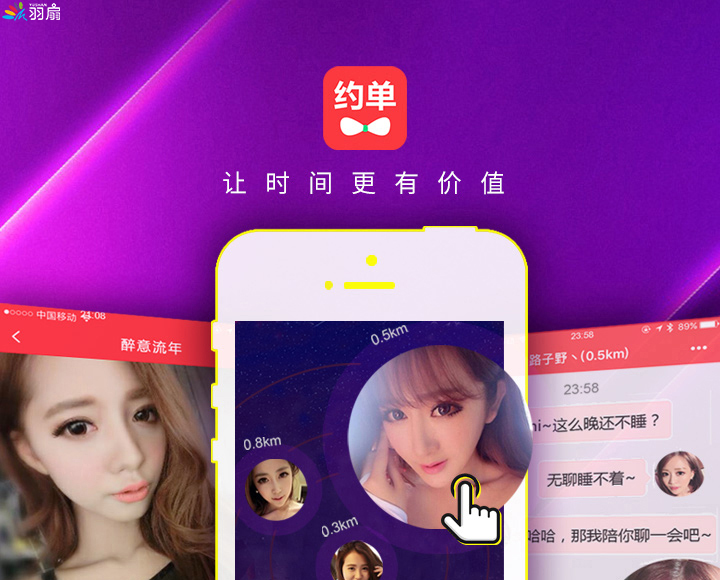 YUSHAN
羽扇
约单
让时间更有价值
中国移动 21:08
醉意流年
0.5km
0.8km
0.3km
23:58
89%
路子野丶(0.5km)
23:58
hi~这么晚还不睡？
无聊睡不着~
哈哈，那我陪你聊一会吧~